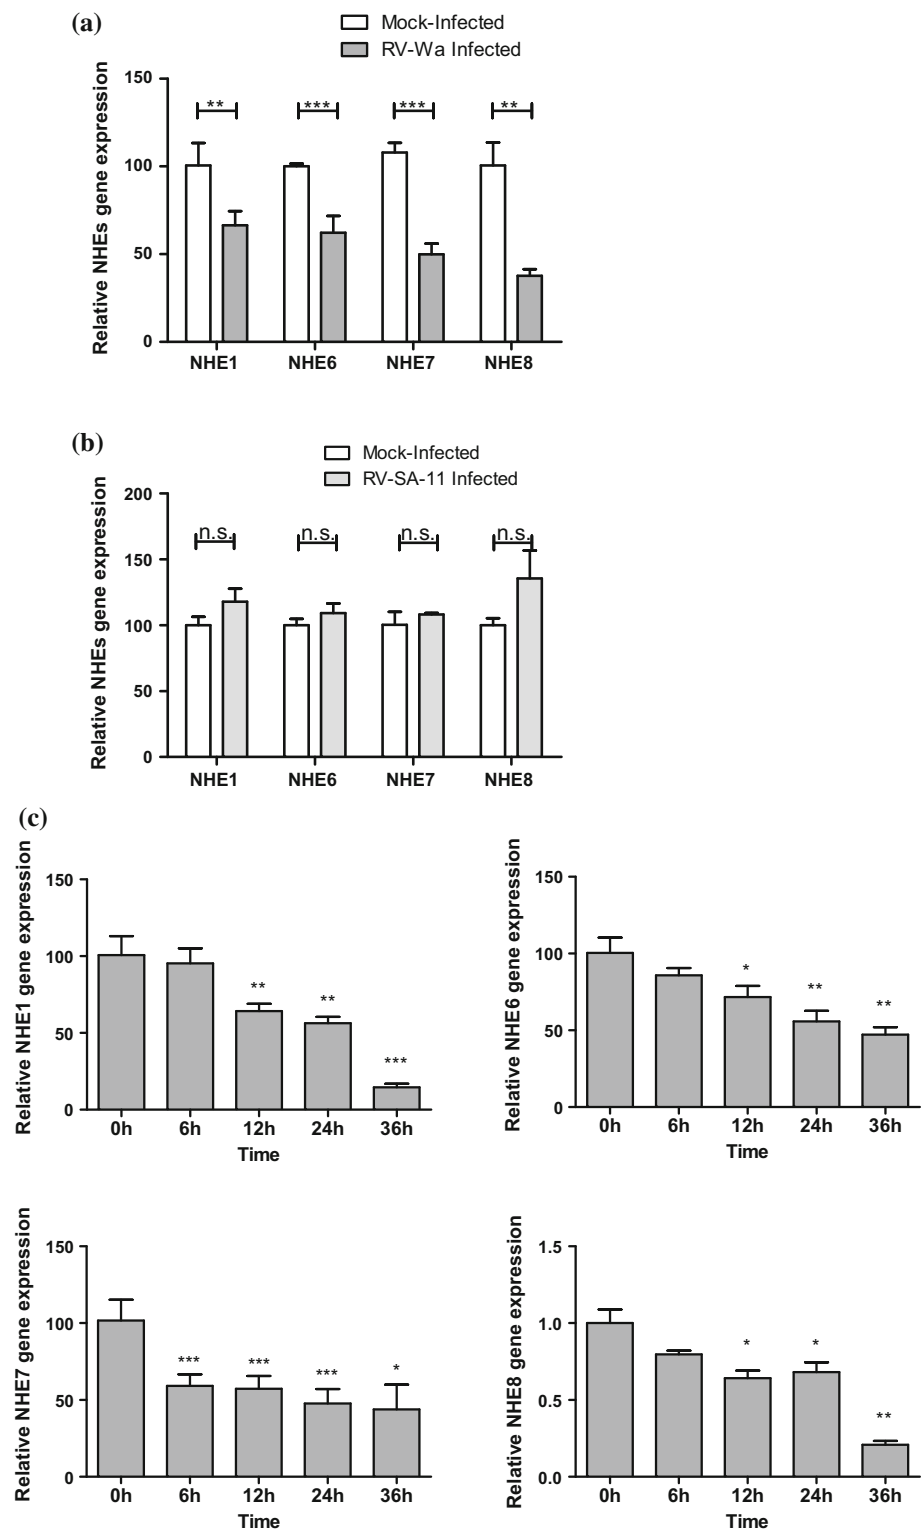 (a)
Mock-Infected
RV-Wa Infected
Relative NHEs gene expression
150
100
50
0
** *** *** **
NHE1 NHE6 NHE7 NHE8
(b)
Mock-Infected
RV-SA-11 Infected
Relative NHEs gene expression
200
150
100
50
0
n.s. n.s. n.s. n.s.
NHE1 NHE6 NHE7 NHE8
(c)
Relative NHE1 gene expression
150
100
50
0
** ** ***
0h 6h 12h 24h 36h
Time
Relative NHE6 gene expression
150
100
50
0
* ** **
0h 6h 12h 24h 36h
Time
Relative NHE7 gene expression
150
100
50
0
*** *** *** *
0h 6h 12h 24h 36h
Time
Relative NHE8 gene expression
1.5
1.0
0.5
0.0
* * **
0h 6h 12h 24h 36h
Time